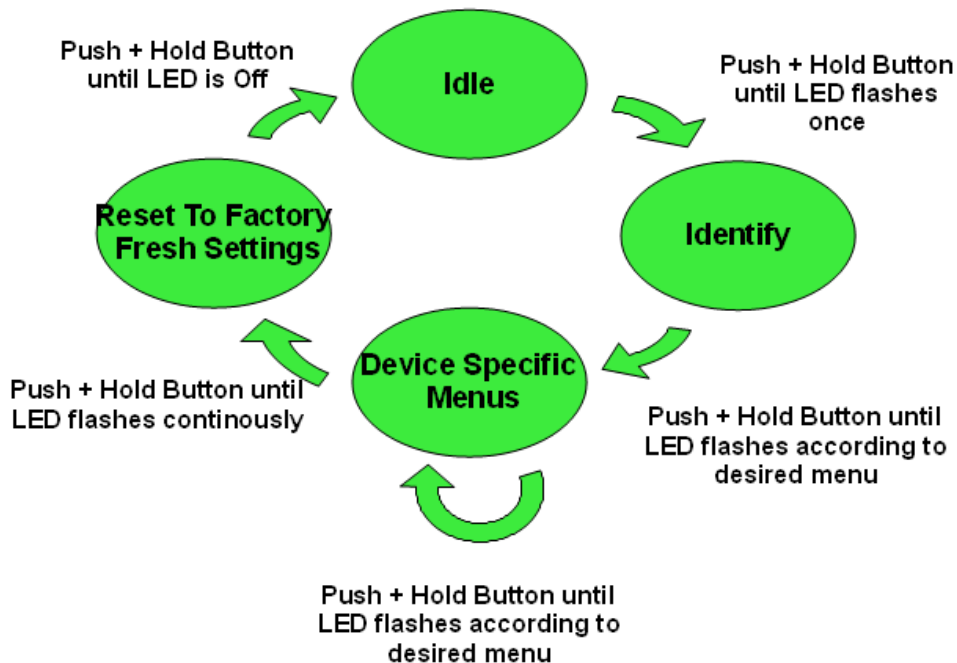 Push + Hold Button
until LED is Off
Idle
Push + Hold Button
until LED flashes
once
Reset To Factory
Fresh Settings
Identify
Device Specific
Menus
Push + Hold Button until
LED flashes continously
Push + Hold Button until
LED flashes according to
desired menu
Push + Hold Button until
LED flashes according to
desired menu